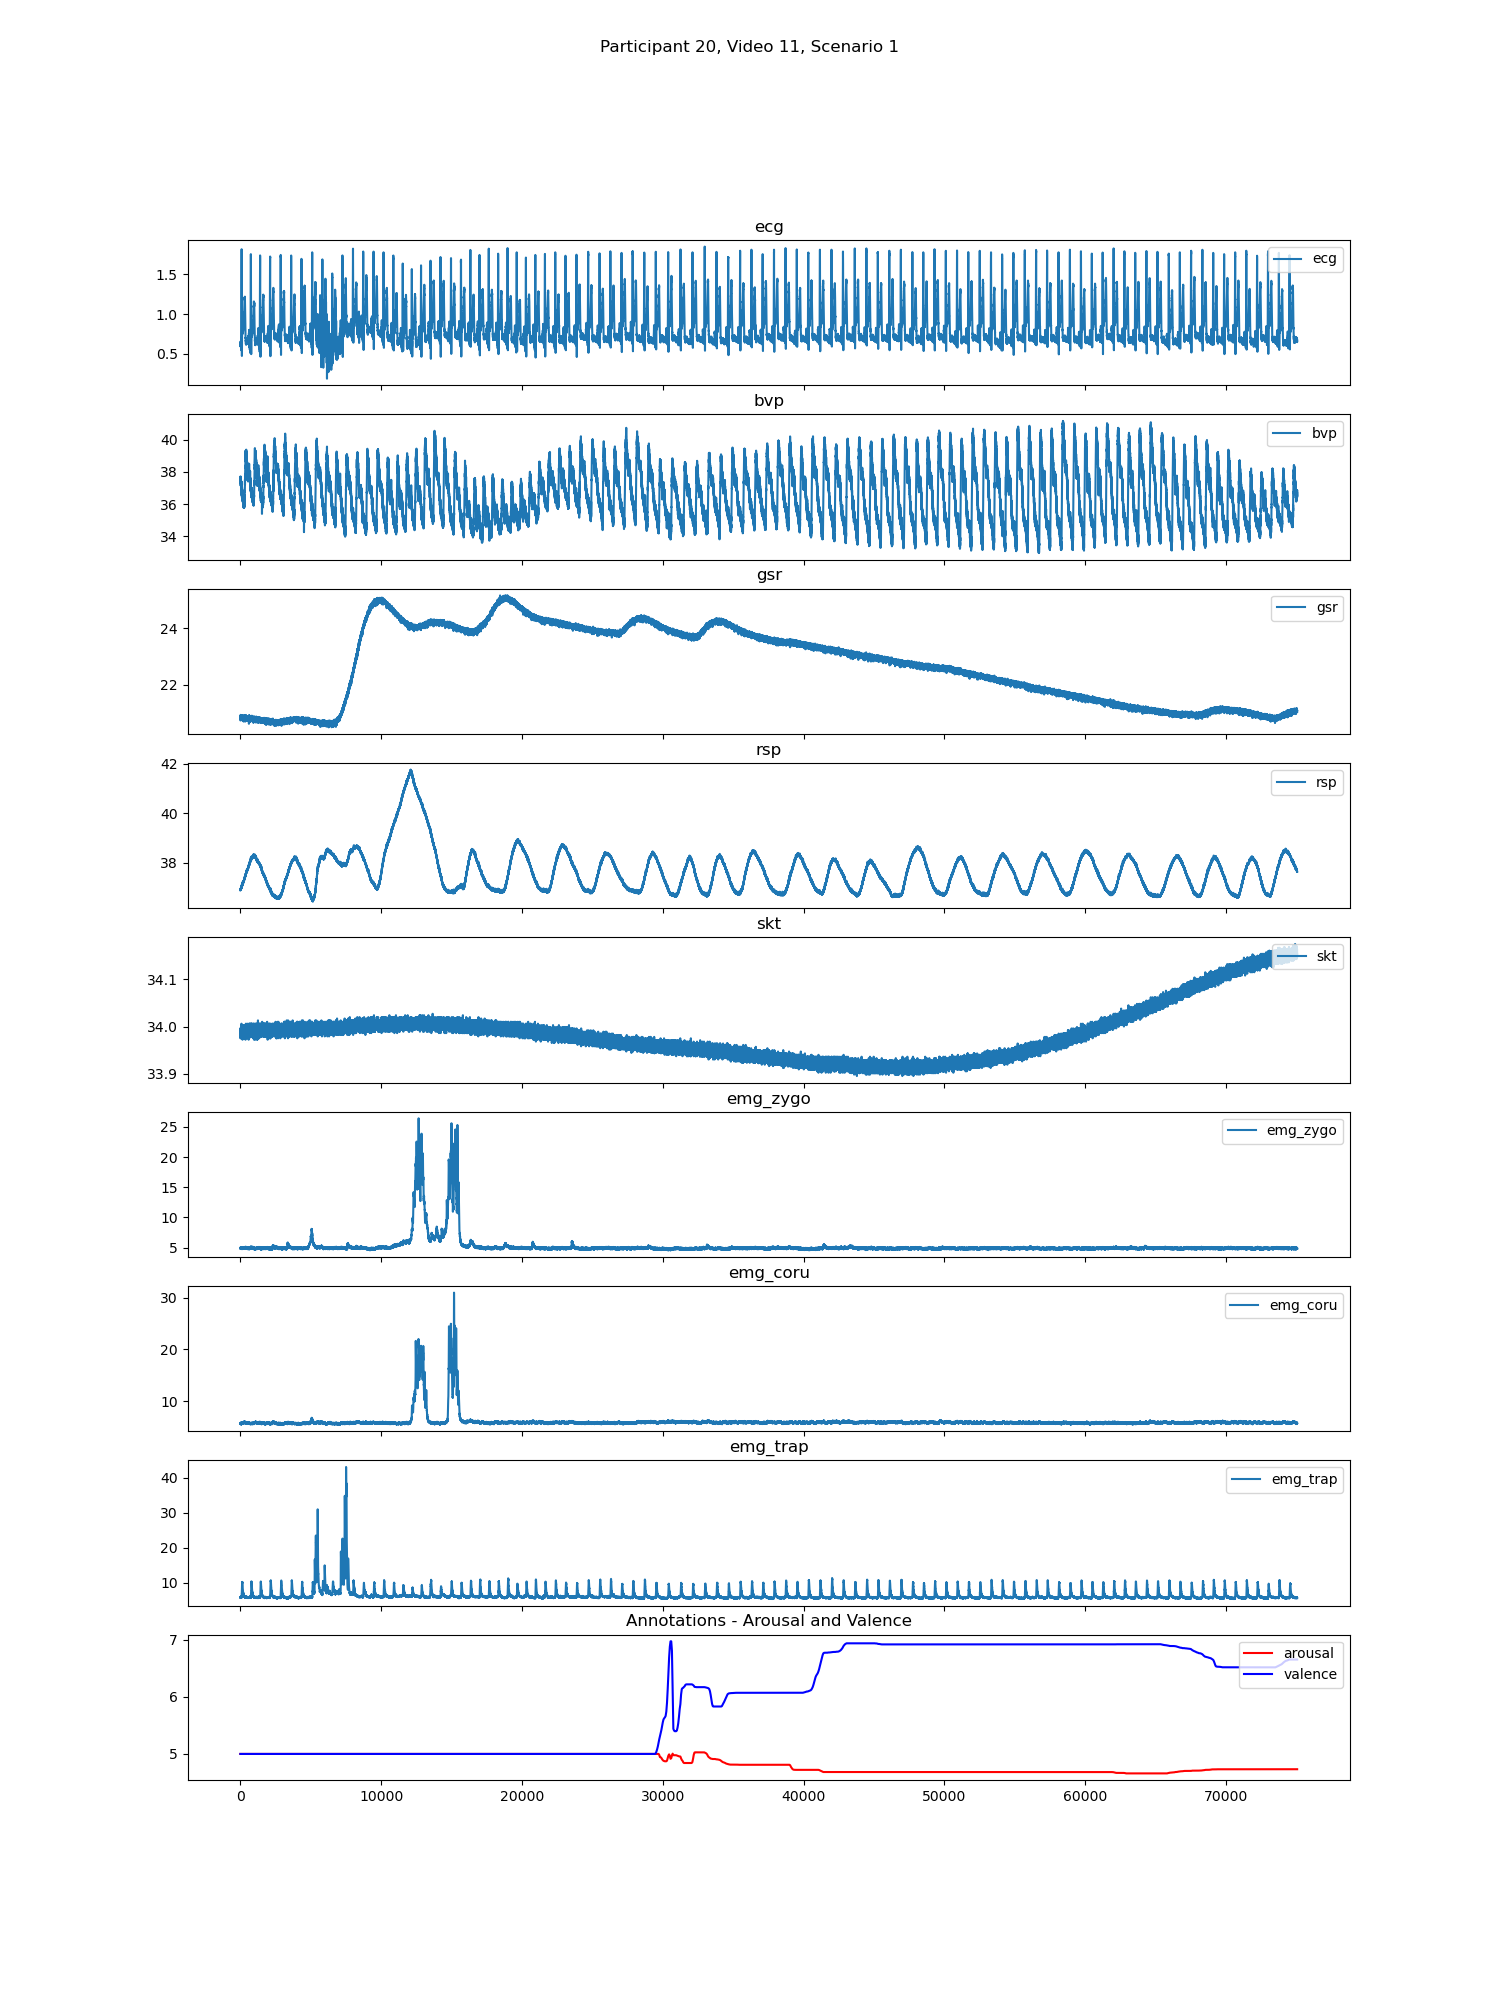 Participant 20, Video 11, Scenario 1
ecg
ecg
1.5
1.0
0.5
bvp
bvp
40
38
36
34
gsr
gsr
24
22
rsp
rsp
42
40
38
skt
skt
34.1
34.0
33.9
emg_zygo
emg_zygo
25
20
15
10
5
emg_coru
emg_coru
30
20
10
emg_trap
emg_trap
40
30
20
10
Annotations - Arousal and Valence
arousal
valence
7
6
5
0 10000 20000 30000 40000 50000 60000 70000